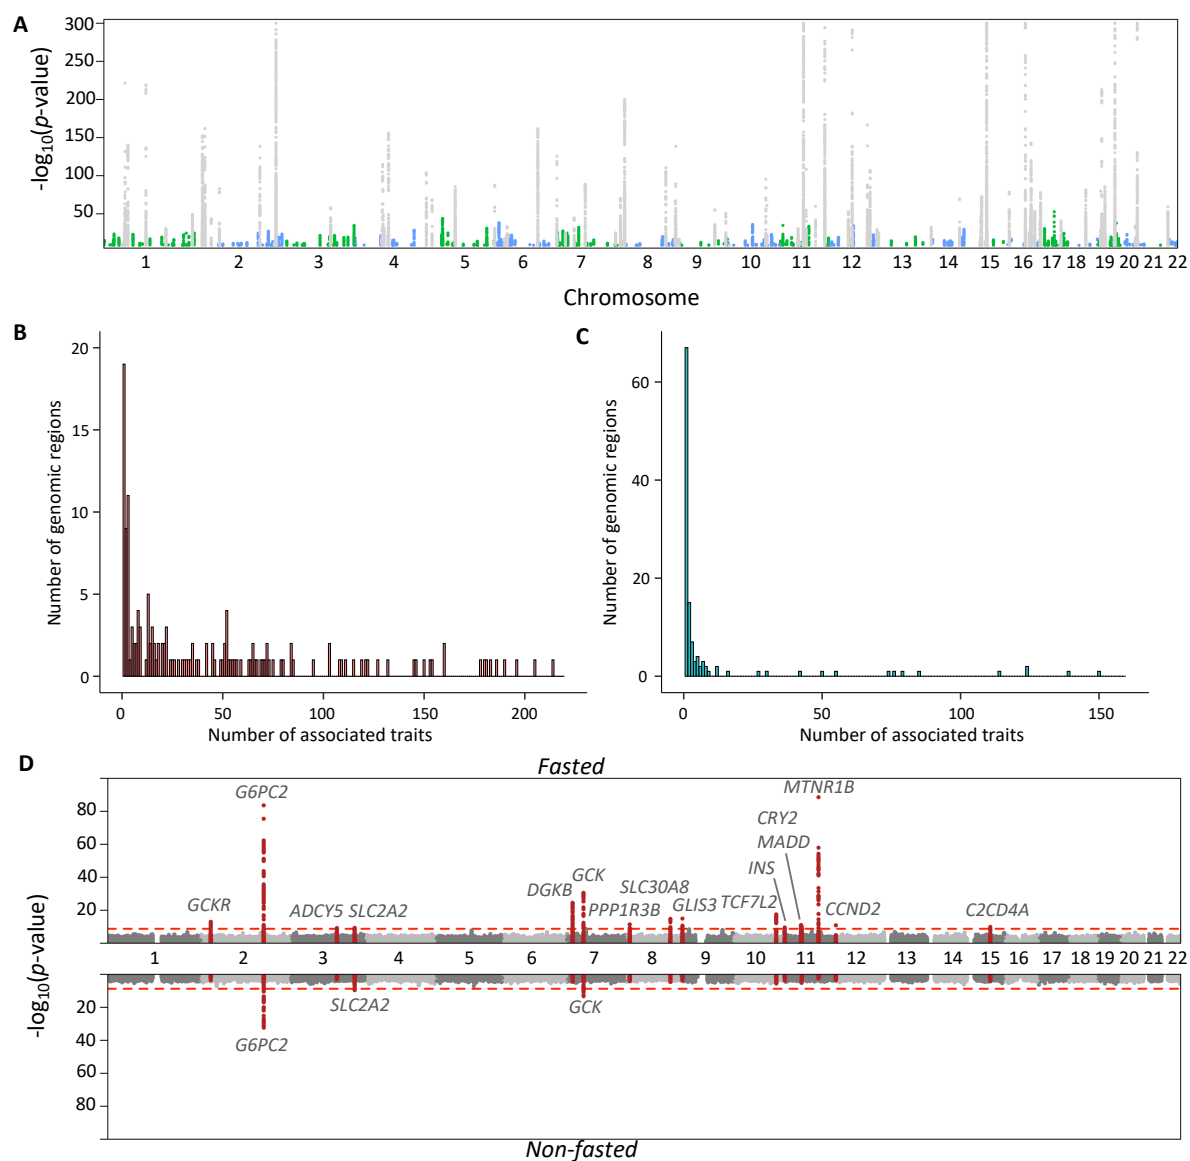 A
-log10(p-value)
300
250
200
150
100
50
1 2 3 4 5 6 7 8 9 10 11 12 13 14 15 16 17 18 19 20 21 22
Chromosome
B
Number of genomic regions
20
15
10
5
0
0 50 100 150 200
Number of associated traits
C
Number of genomic regions
60
40
20
0
0 50 100 150
Number of associated traits
D
Fasted
-log10(p-value)
80
60
40
20
G6PC2
MTNR1B
CRY2
MADD
INS
GCK
DGKB
SLC30A8
GCKR
ADCY5 SLC2A2
PPP1R3B
GLIS3
TCF7L2
CCND2
C2CD4A
1 2 3 4 5 6 7 8 9 10 11 12 13 14 15 16 17 18 19 20 21 22
20
40
60
80
SLC2A2
GCK
G6PC2
Non-fasted